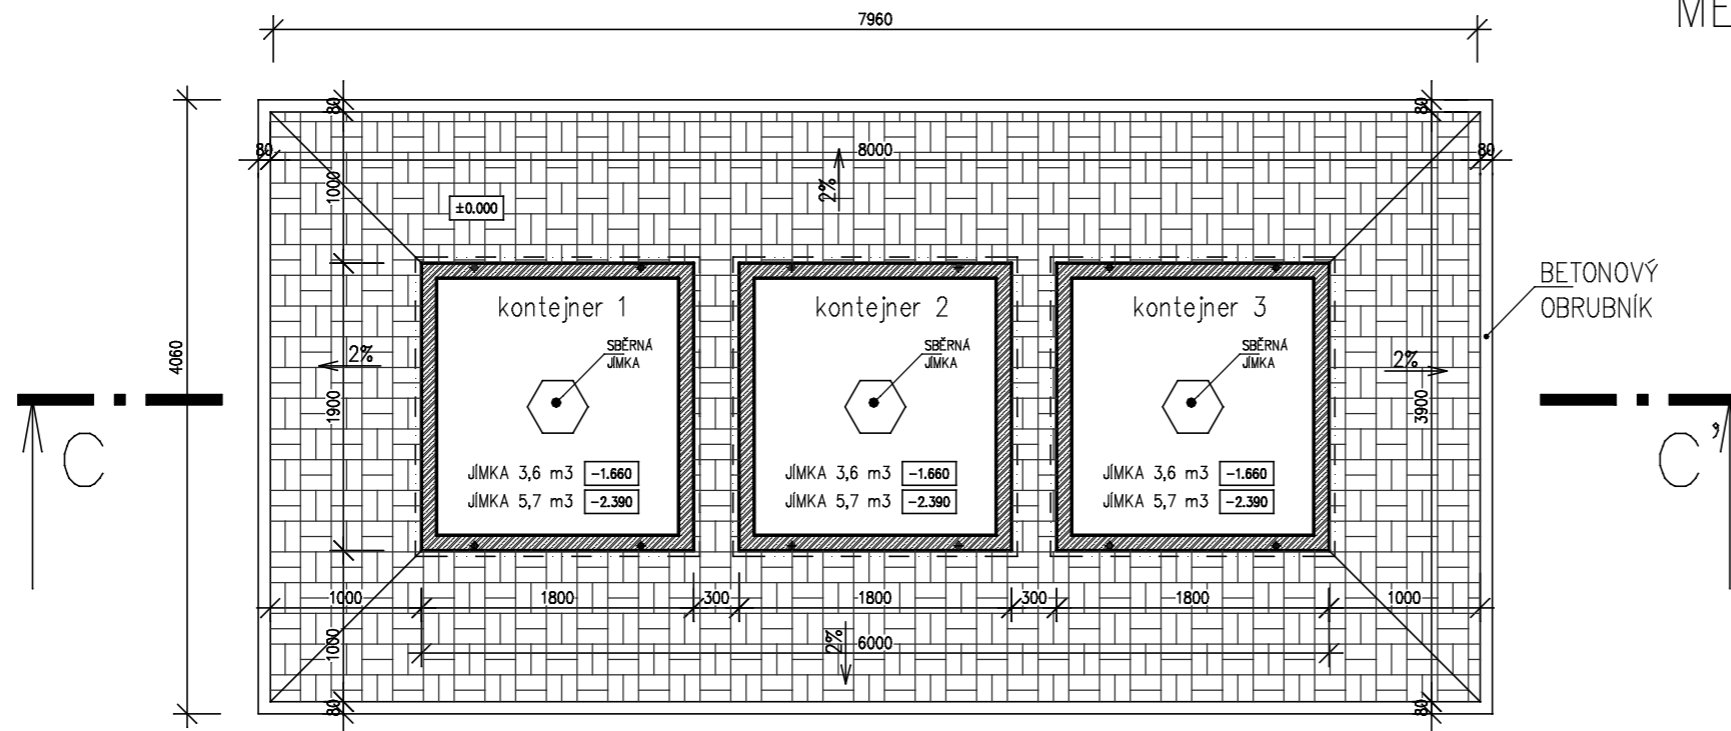 7960
ME
80
80
80
8000
80
1000
2%
±0.000
BETONOVÝ
OBRUBNÍK
kontejner 1
kontejner 2
kontejner 3
SBĚRNÁ
JÍMKA
SBĚRNÁ
JÍMKA
SBĚRNÁ
JÍMKA
4060
2%
2%
1900
3900
C
C'
JÍMKA 3,6 m3 -1.660
JÍMKA 5,7 m3 -2.390
JÍMKA 3,6 m3 -1.660
JÍMKA 5,7 m3 -2.390
JÍMKA 3,6 m3 -1.660
JÍMKA 5,7 m3 -2.390
1000
1800
300
1800
300
1800
1000
1000
2%
6000
80
80